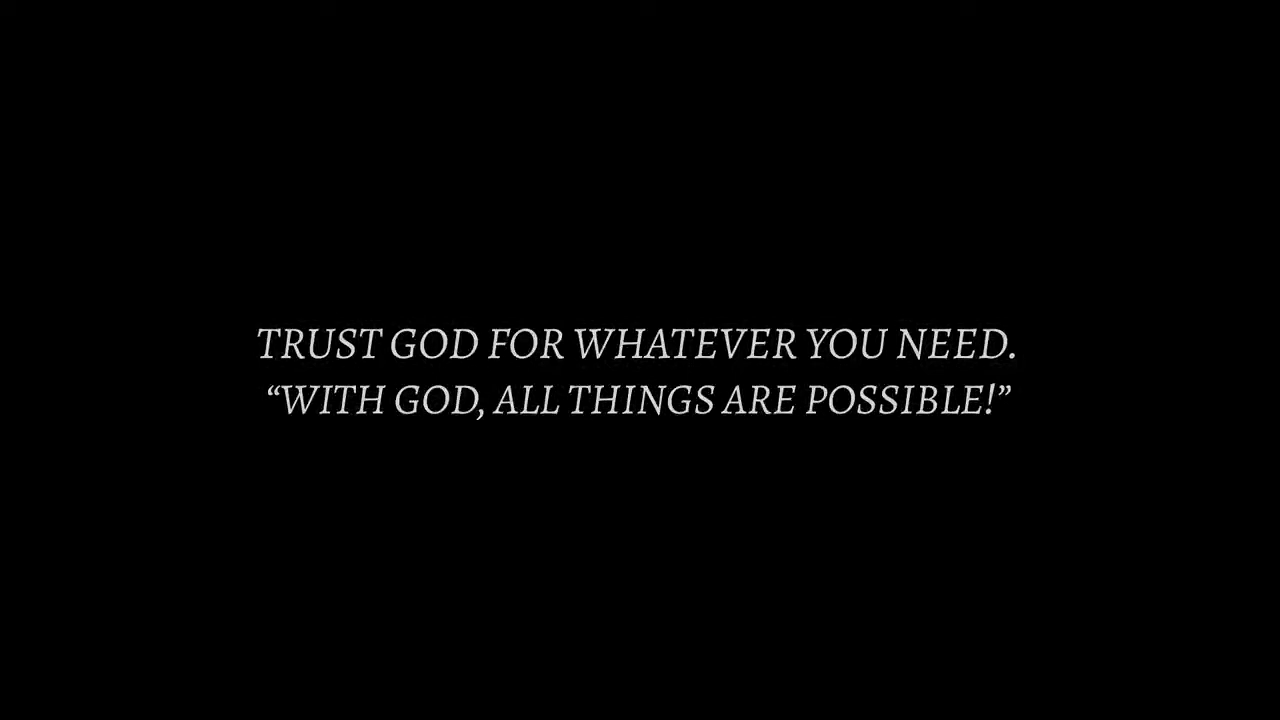 TRUST GOD FOR WHATEVER YOU NEED.
“WITH GOD, ALL THINGS ARE POSSIBLE!”